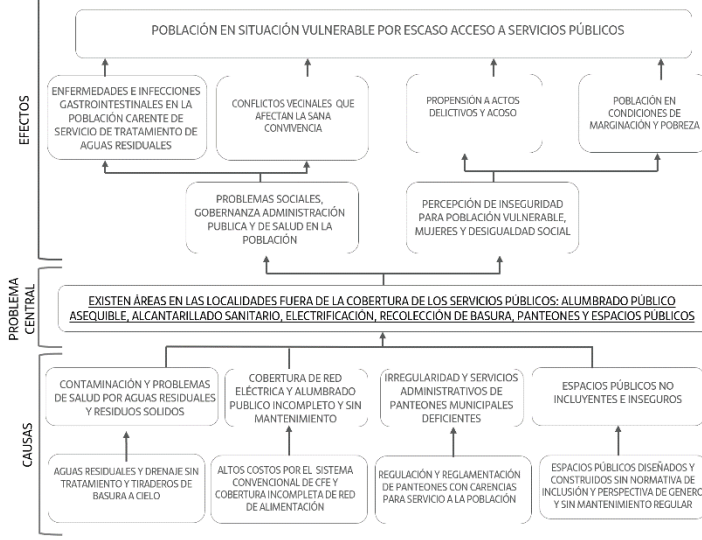 POBLACIÓN EN SITUACIÓN VULNERABLE POR ESCASO ACCESO A SERVICIOS PÚBLICOS
EFECTOS
ENFERMEDADES E INFECCIONES
GASTROINTESTINALES EN LA
POBLACIÓN CARENTE DE
SERVICIO DE TRATAMIENTO DE
AGUAS RESIDUALES
CONFLICTOS VECINALES QUE
AFECTAN LA SANA
CONVIVENCIA
PROPENSIÓN A ACTOS
DELICTIVOS Y ACOSO
POBLACIÓN EN
CONDICIONES DE
MARGINACIÓN Y POBREZA
PROBLEMAS SOCIALES,
GOBERNANZA ADMINISTRACIÓN
PUBLICA Y DE SALUD EN LA
POBLACIÓN
PERCEPCIÓN DE INSEGURIDAD
PARA POBLACIÓN VULNERABLE,
MUJERES Y DESIGUALDAD SOCIAL
PROBLEMA
CENTRAL
EXISTEN ÁREAS EN LAS LOCALIDADES FUERA DE LA COBERTURA DE LOS SERVICIOS PÚBLICOS: ALUMBRADO PÚBLICO
ASEQUIBLE, ALCANTARILLADO SANITARIO, ELECTRIFICACIÓN, RECOLECCIÓN DE BASURA, PANTEONES Y ESPACIOS PÚBLICOS
CAUSAS
CONTAMINACIÓN Y PROBLEMAS
DE SALUD POR AGUAS RESIDUALES
Y RESIDUOS SOLIDOS
COBERTURA DE RED
ELÉCTRICA Y ALUMBRADO
PUBLICO INCOMPLETO Y SIN
MANTENIMIENTO
IRREGULARIDAD Y SERVICIOS
ADMINISTRATIVOS DE
PANTEONES MUNICIPALES
DEFICIENTES
ESPACIOS PÚBLICOS NO
INCLUYENTES E INSEGUROS
AGUAS RESIDUALES Y DRENAJE SIN
TRATAMIENTO Y TIRADEROS DE
BASURA A CIELO
ALTOS COSTOS POR EL SISTEMA
CONVENCIONAL DE CFE Y
COBERTURA INCOMPLETA DE RED
DE ALIMENTACIÓN
REGULACIÓN Y REGLAMENTACIÓN
DE PANTEONES CON CARENCIAS
PARA SERVICIO A LA POBLACIÓN
ESPACIOS PÚBLICOS DISEÑADOS Y
CONSTRUIDOS SIN NORMATIVA DE
INCLUSIÓN Y PERSPECTIVA DE GENERO
Y SIN MANTENIMIENTO REGULAR